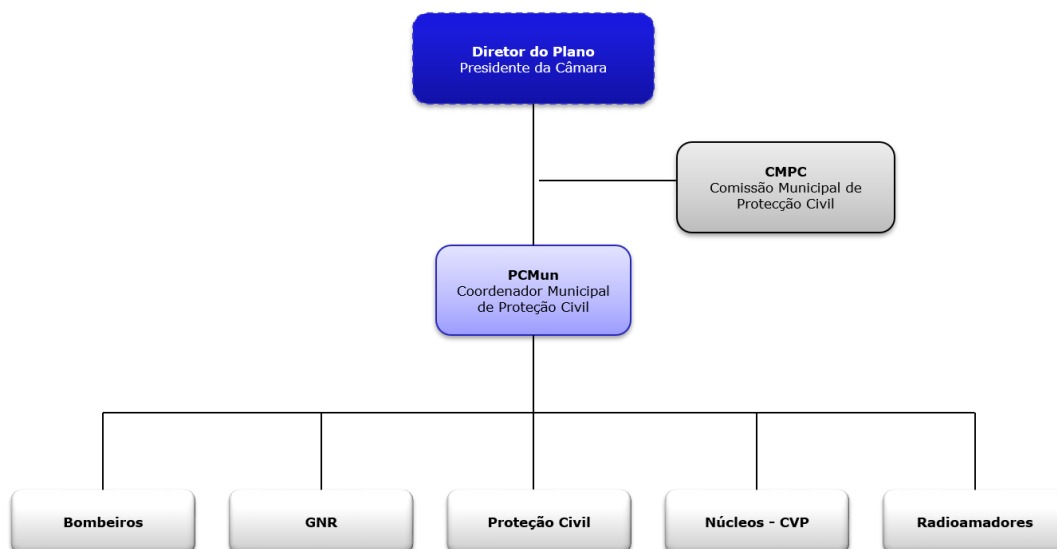 Diretor do Plano
Presidente da Câmara
CMPC
Comissão Municipal de
Protecção Civil
PCMun
Coordenador Municipal
de Proteção Civil
Bombeiros
GNR
Proteção Civil
Núcleos - CVP
Radioamadores